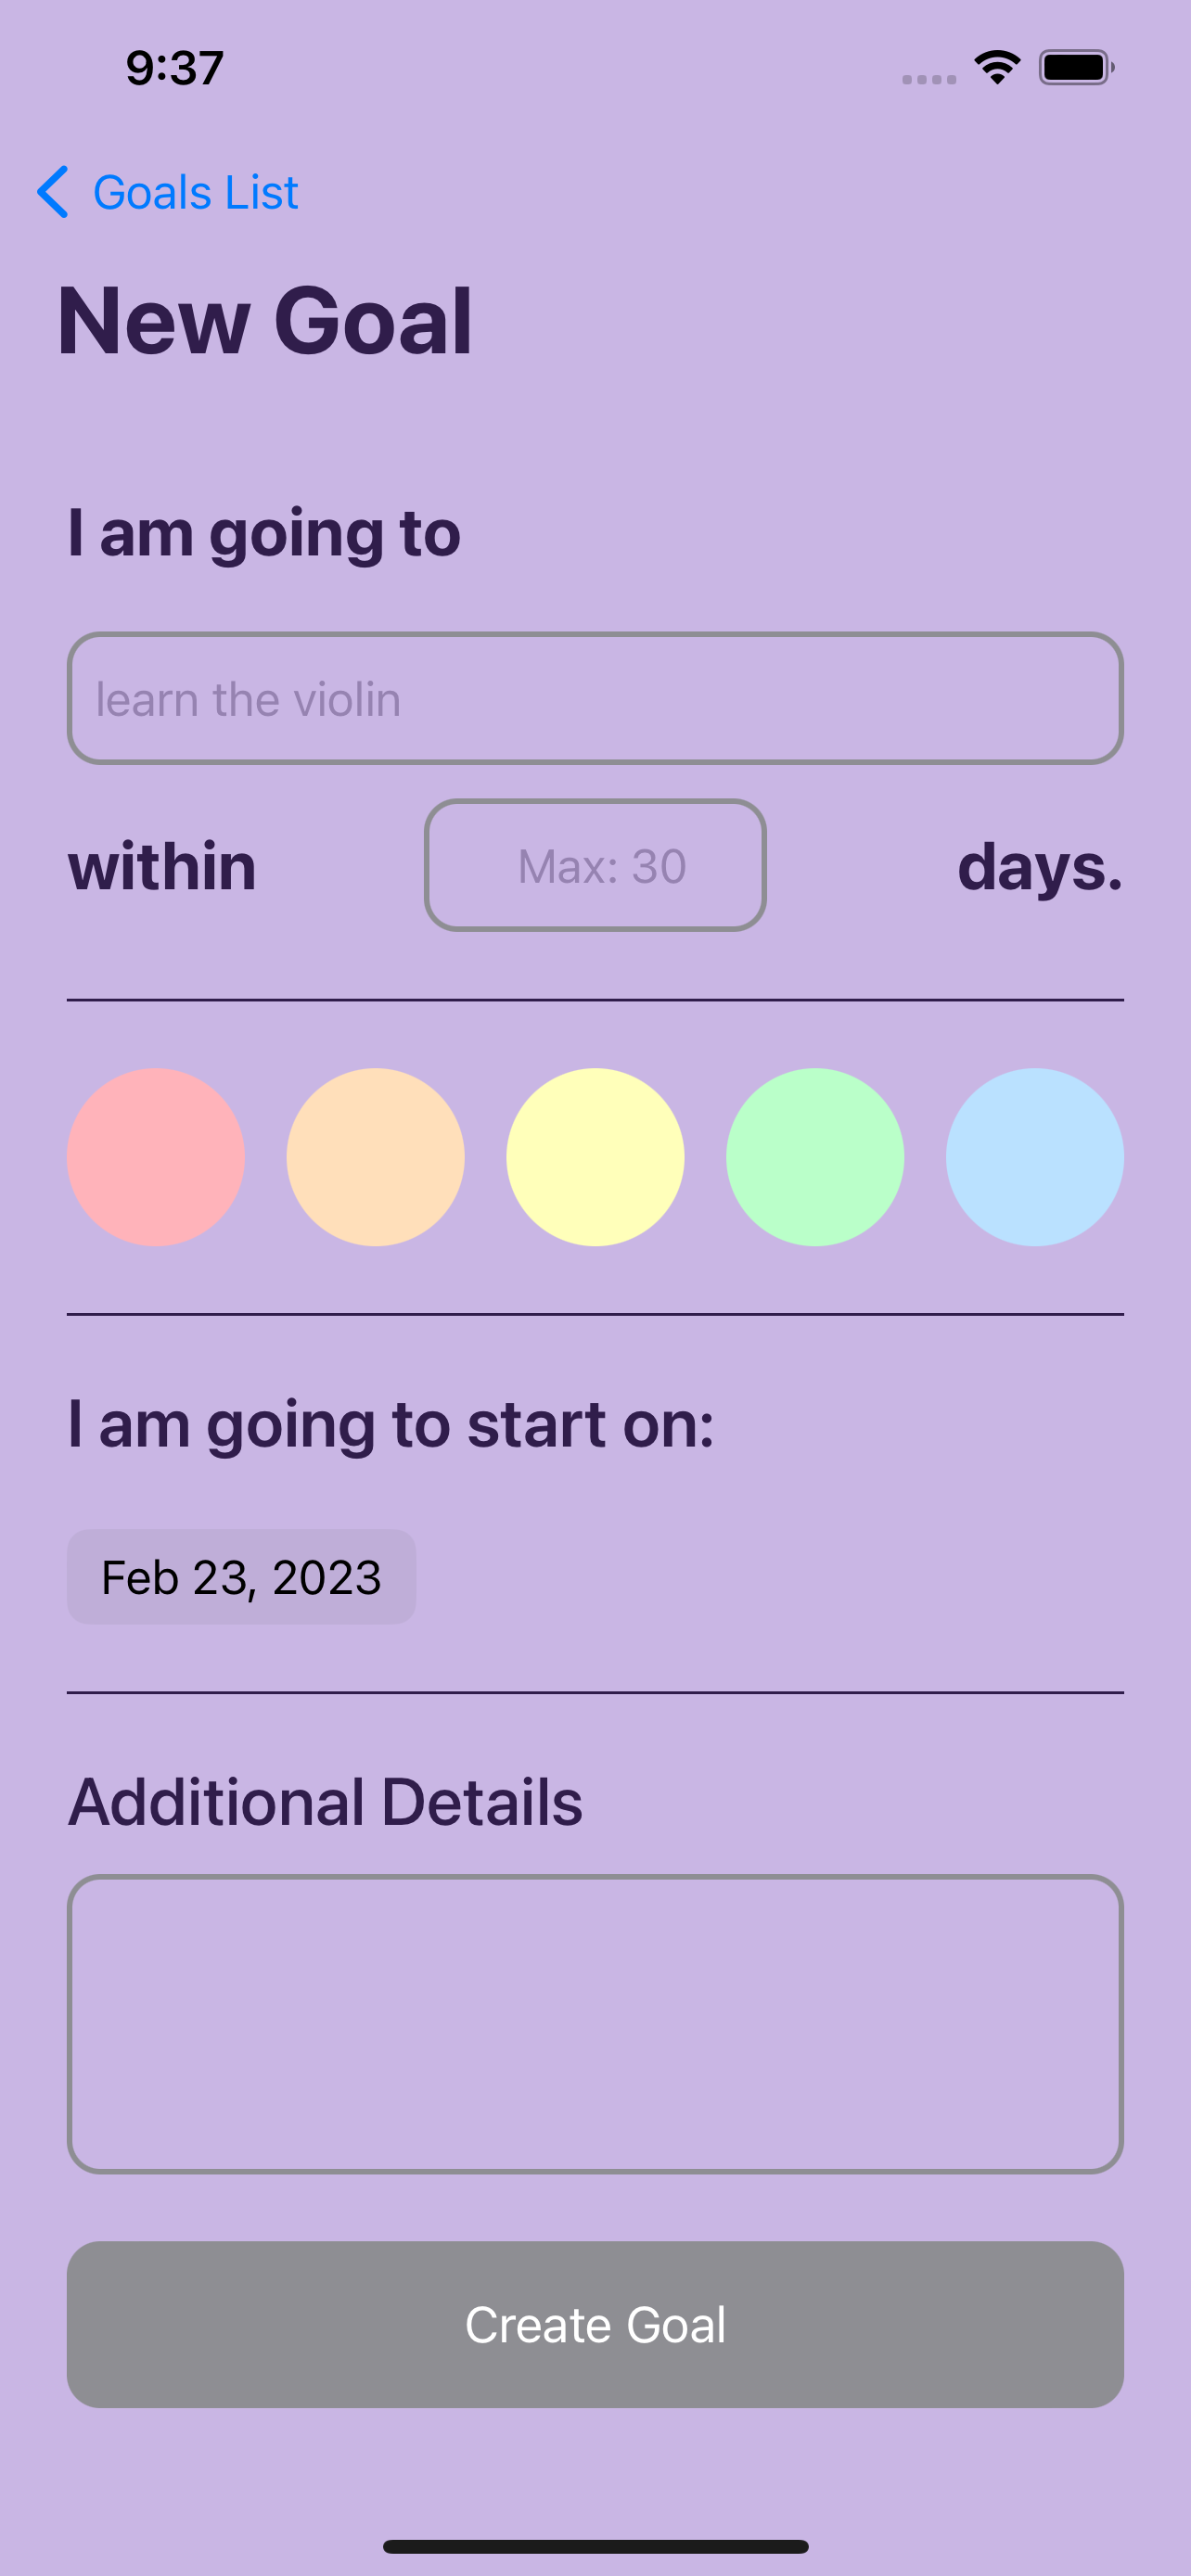 9:37
Goals List
New Goal
I am going to
learn the violin
within Max: 30 days.
I am going to start on:
Feb 23, 2023
Additional Details
Create Goal